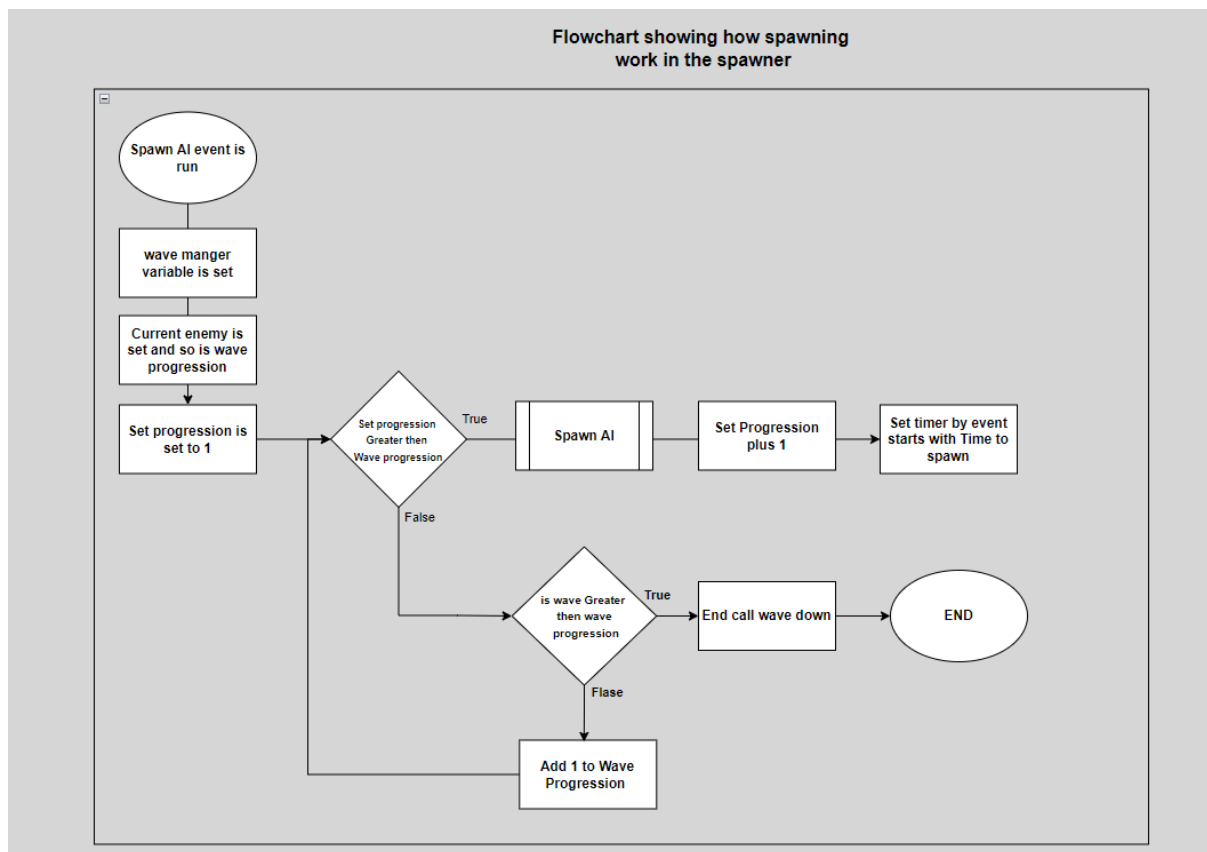 Flowchart showing how spawning
work in the spawner
Spawn AI event is
run
wave manger
variable is set
Current enemy is
set and so is wave
progression
Set progression is
set to 1
Set progression
Greater then
Wave progression
True
Spawn AI
Set Progression
plus 1
Set timer by event
starts with Time to
spawn
False
is wave Greater
then wave
progression
True
End call wave down
END
Flase
Add 1 to Wave
Progression